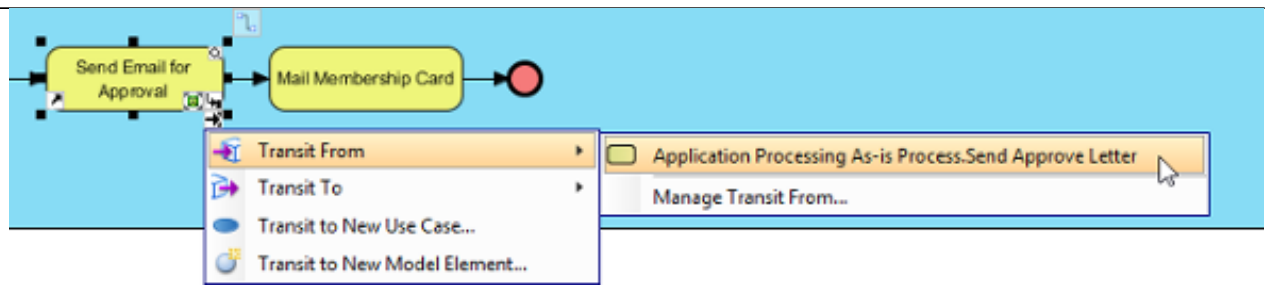 Send Email for
Approval
Mail Membership Card
Transit From
Application Processing As-is Process.Send Approve Letter
Transit To
Manage Transit From...
Transit to New Use Case...
Transit to New Model Element...